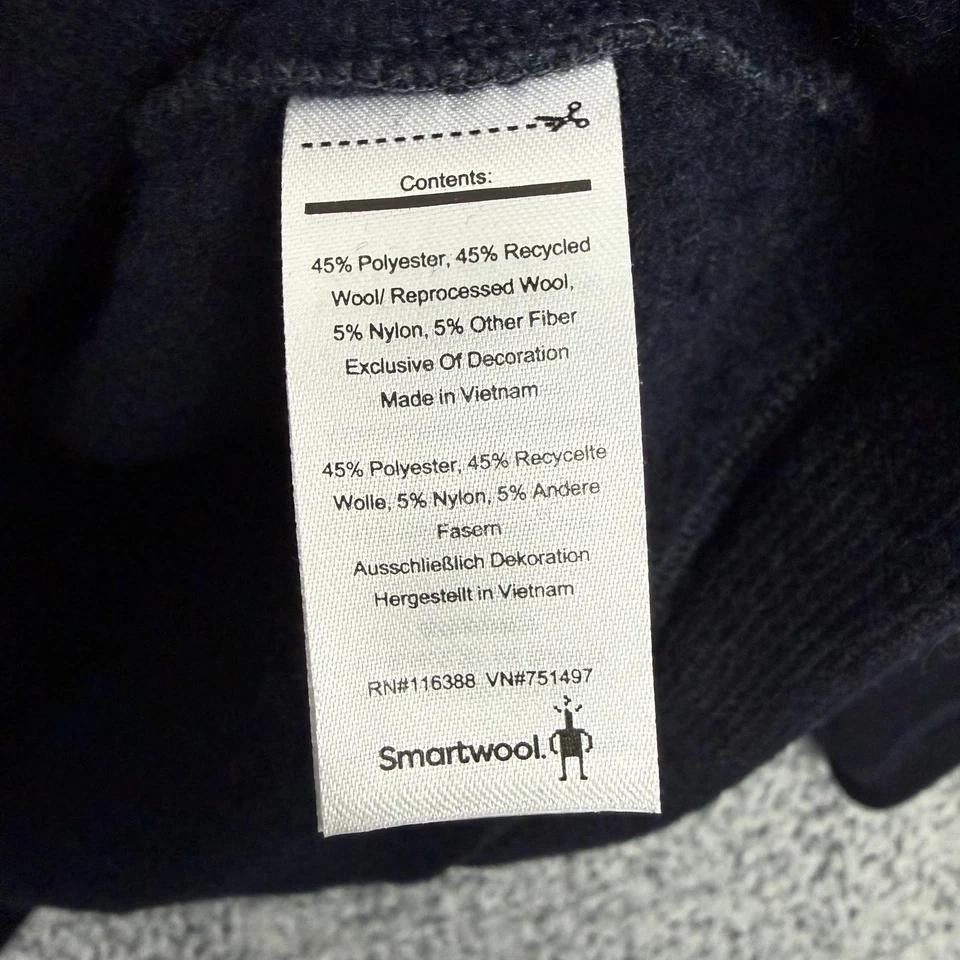 Contents:
45% Polyester, 45% Recycled
Wool/ Reprocessed Wool,
5% Nylon, 5% Other Fiber
Exclusive Of Decoration
Made in Vietnam
45% Polyester, 45% Recycelte
Wolle, 5% Nylon, 5% Andere
Fasern
Ausschließlich Dekoration
Hergestellt in Vietnam
RN#116388 VN#751497
Smartwool.